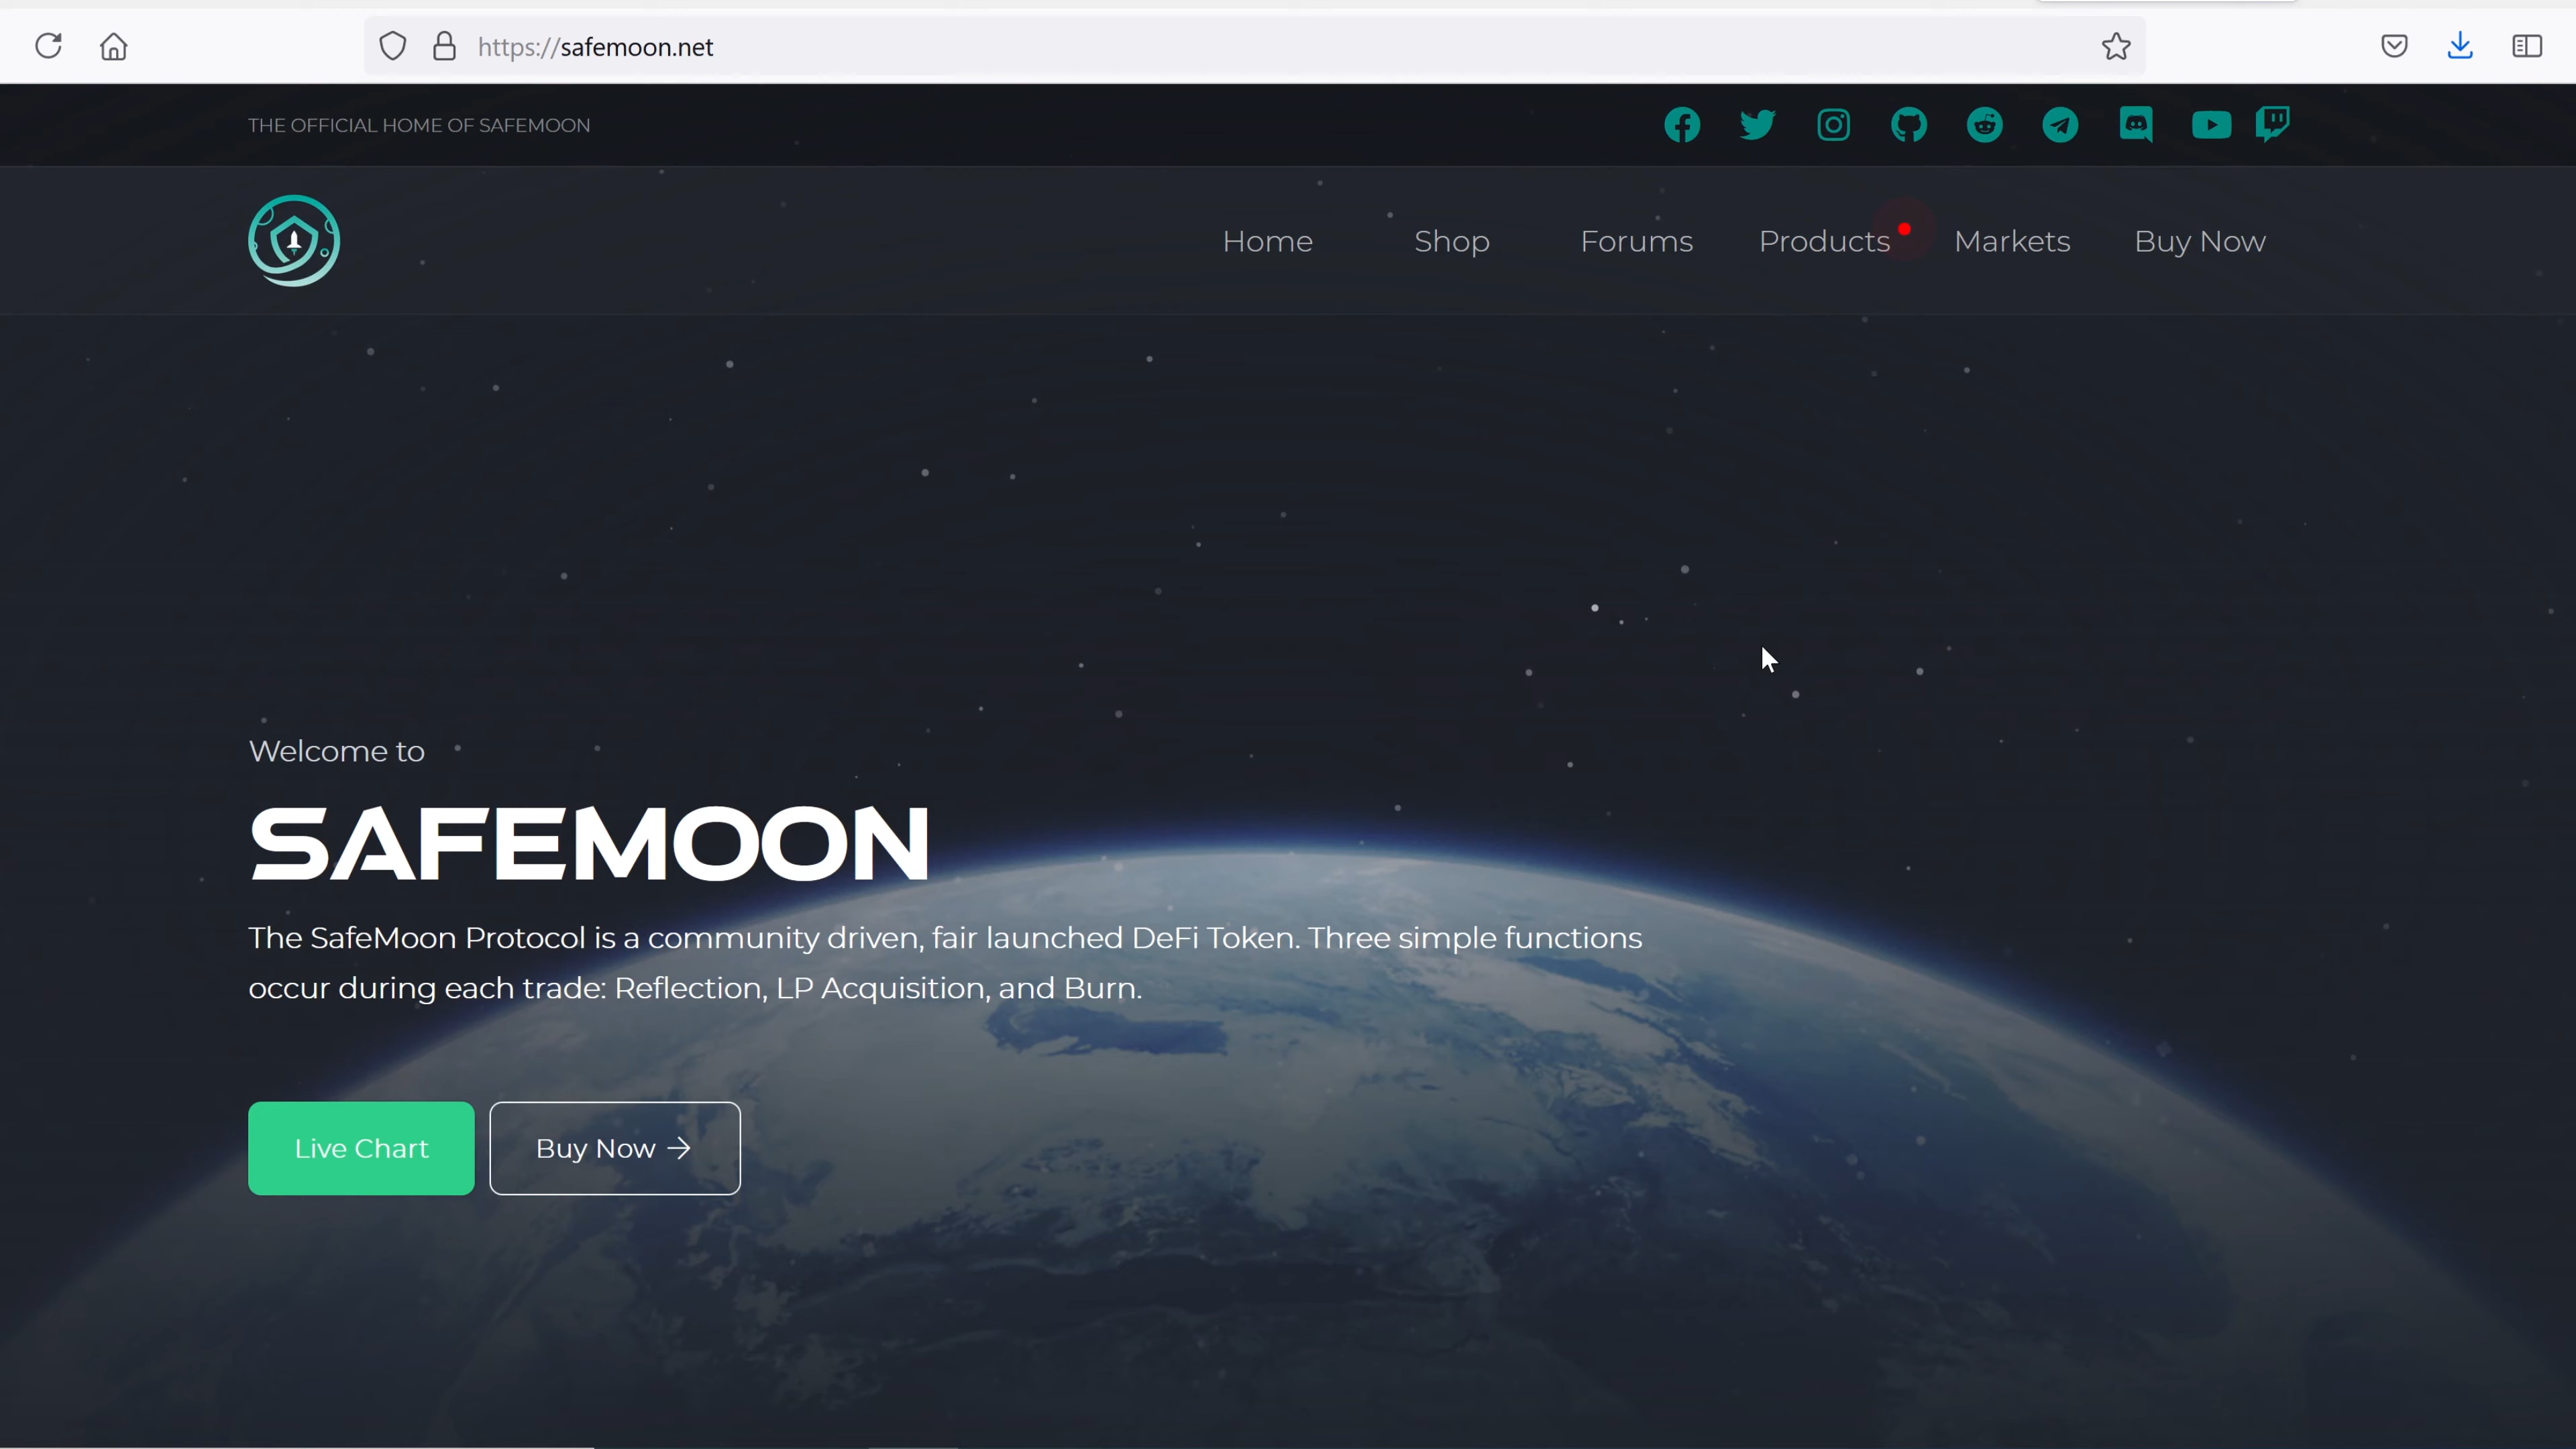 https://safemoon.net
THE OFFICIAL HOME OF SAFEMOON
Home Shop Forums Products Markets Buy Now
Welcome to
SAFEMOON
The SafeMoon Protocol is a community driven, fair launched DeFi Token. Three simple functions
occur during each trade: Reflection, LP Acquisition, and Burn.
Live Chart Buy Now →